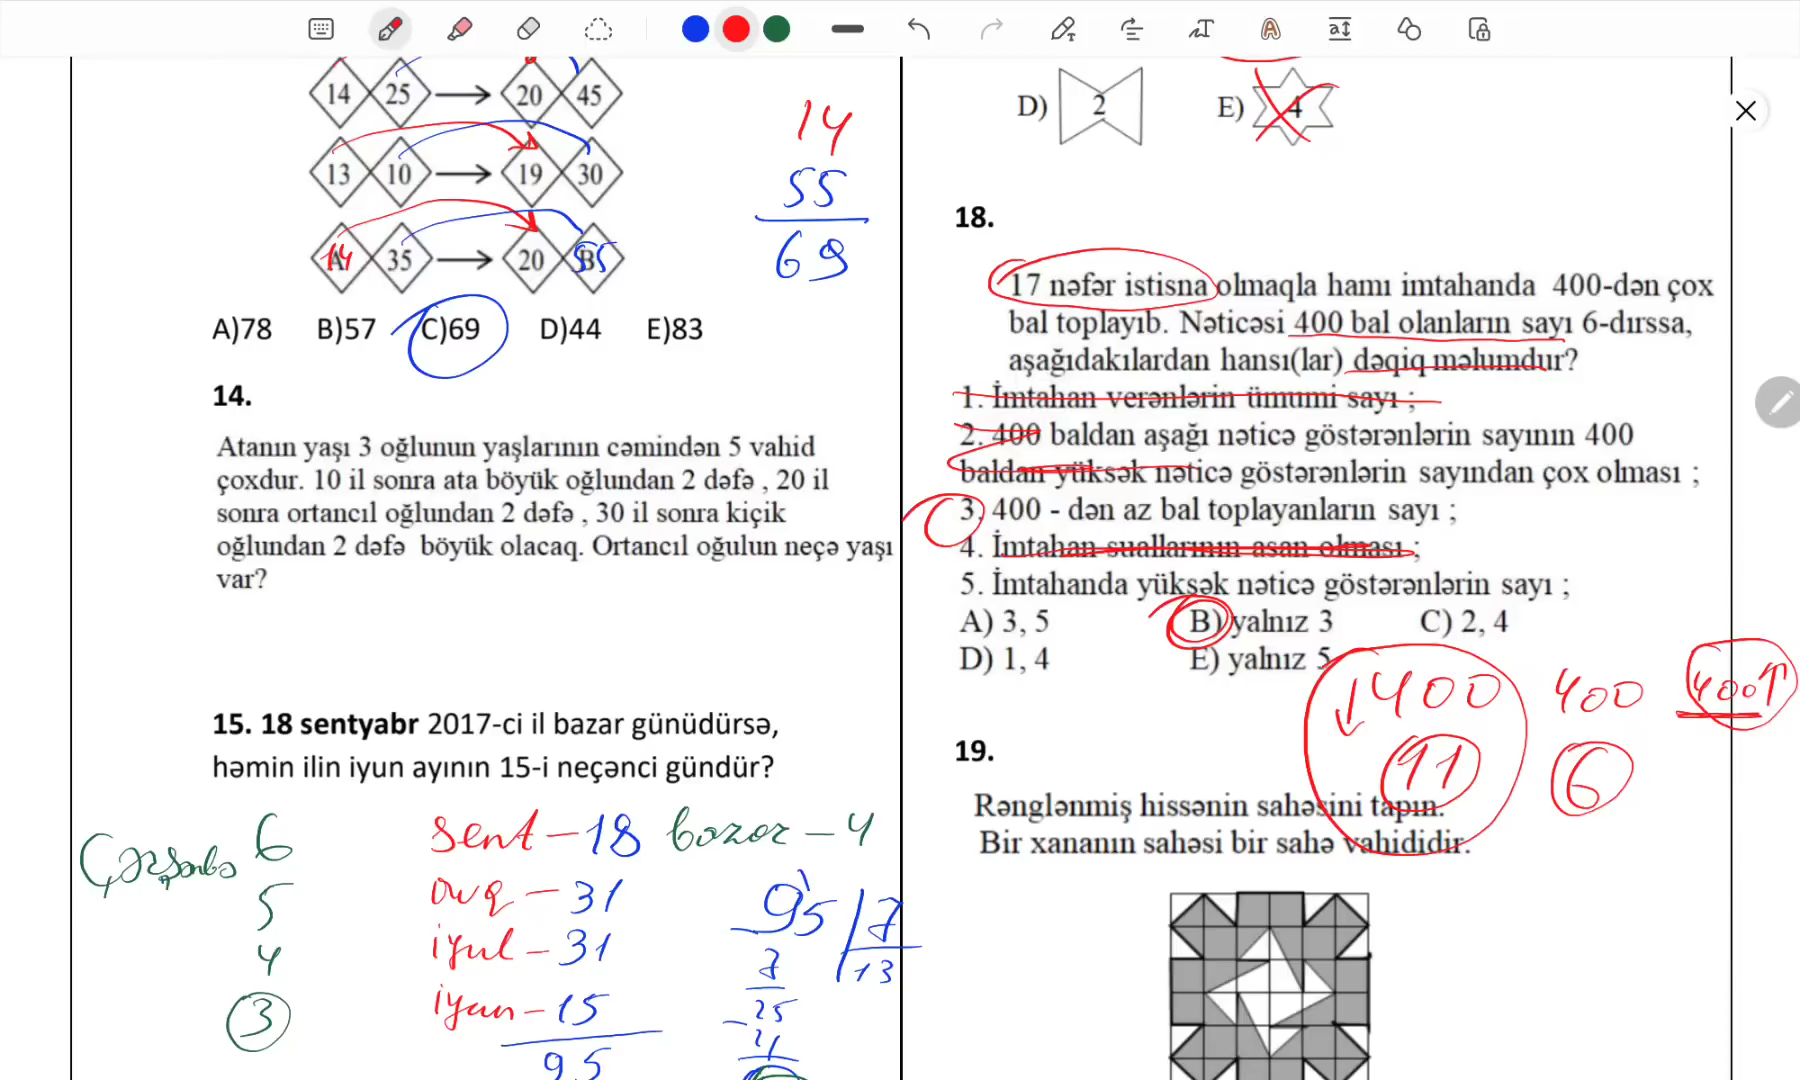 14 25 20 45
13 10 19 30
14 35 20 55
14
55
69
A)78 B)57 C)69 D)44 E)83
14.
Atanın yaşı 3 oğlunun yaşlarının cəmindən 5 vahid
çoxdur. 10 il sonra ata böyük oğlundan 2 dəfə , 20 il
sonra ortancıl oğlundan 2 dəfə , 30 il sonra kiçik
oğlundan 2 dəfə böyük olacaq. Ortancıl oğulun neçə yaşı
var?
15. 18 sentyabr 2017-ci il bazar günüdürsə,
həmin ilin iyun ayının 15-i neçənci gündür?
Çərşənbə 6
5
4
3
sent – 18 bazar – 4
avq – 31
iyul – 31
iyun – 15
95
95 7
7 13
25
D) 2 E) 4
18.
17 nəfər istisna olmaqla hamı imtahanda 400-dən çox
bal toplayıb. Nəticəsi 400 bal olanların sayı 6-dırssa,
aşağıdakılardan hansı(lar) dəqiq məlumdur?
1. İmtahan verənlərin ümumi sayı ;
2. 400 baldan aşağı nəticə göstərənlərin sayının 400
baldan yüksək nəticə göstərənlərin sayından çox olması ;
3. 400 - dən az bal toplayanların sayı ;
4. İmtahan suallarının asan olması ;
5. İmtahanda yüksək nəticə göstərənlərin sayı ;
A) 3, 5 B) yalnız 3 C) 2, 4
D) 1, 4 E) yalnız 5
↓400 400 400↑
11 6
19.
Rənglənmiş hissənin sahəsini tapın.
Bir xananın sahəsi bir sahə vahididir.